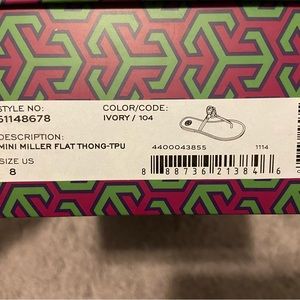 STYLE NO:
51148678
COLOR/CODE:
IVORY / 104
DESCRIPTION:
MINI MILLER FLAT THONG-TPU
SIZE US
8
4400043855
1114
8 88736 21384 6